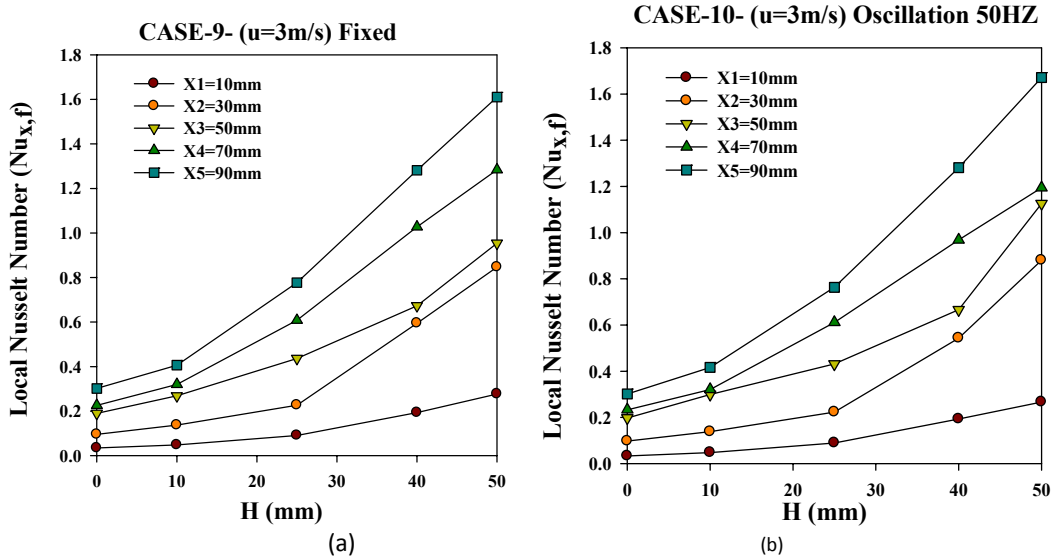 CASE-9- (u=3m/s) Fixed
Local Nusselt Number (Nux,f)
1.8
1.6
1.4
1.2
1.0
0.8
0.6
0.4
0.2
0.0
X1=10mm
X2=30mm
X3=50mm
X4=70mm
X5=90mm
0 10 20 30 40 50
H (mm)
(a)
CASE-10- (u=3m/s) Oscillation 50HZ
Local Nusselt Number (Nux,f)
1.8
1.6
1.4
1.2
1.0
0.8
0.6
0.4
0.2
0.0
X1=10mm
X2=30mm
X3=50mm
X4=70mm
X5=90mm
0 10 20 30 40 50
H (mm)
(b)